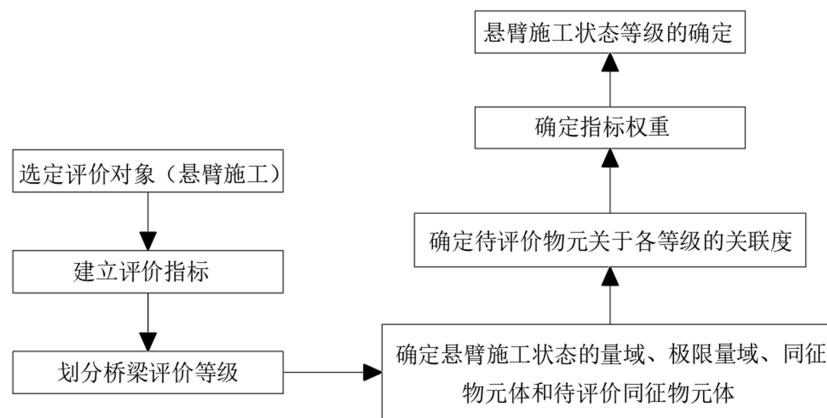 选定评价对象（悬臂施工）
建立评价指标
划分桥梁评价等级
确定悬臂施工状态的量域、极限量域、同征
物元体和待评价同征物元体
确定待评价物元关于各等级的关联度
确定指标权重
悬臂施工状态等级的确定